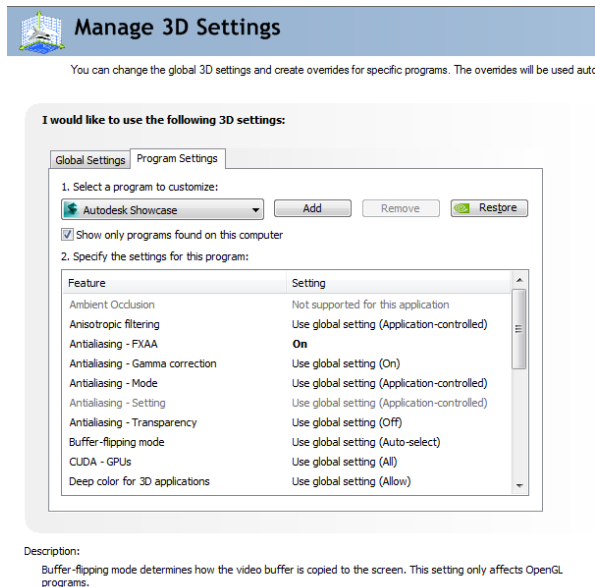 Manage 3D Settings
You can change the global 3D settings and create overrides for specific programs. The overrides will be used auto
I would like to use the following 3D settings:
Global Settings Program Settings
1. Select a program to customize:
Autodesk Showcase Add Remove Restore
Show only programs found on this computer
2. Specify the settings for this program:
Feature Setting
Ambient Occlusion Not supported for this application
Anisotropic filtering Use global setting (Application-controlled)
Antialiasing - FXAA On
Antialiasing - Gamma correction Use global setting (On)
Antialiasing - Mode Use global setting (Application-controlled)
Antialiasing - Setting Use global setting (Application-controlled)
Antialiasing - Transparency Use global setting (Off)
Buffer-flipping mode Use global setting (Auto-select)
CUDA - GPUs Use global setting (All)
Deep color for 3D applications Use global setting (Allow)
Description:
Buffer-flipping mode determines how the video buffer is copied to the screen. This setting only affects OpenGL
programs.